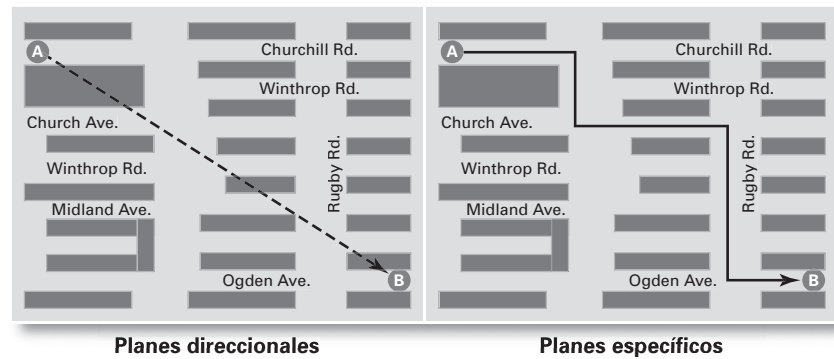 A
Churchill Rd.
Winthrop Rd.
Church Ave.
Winthrop Rd.
Rugby Rd.
Midland Ave.
Ogden Ave.
B
Planes direccionales
A
Churchill Rd.
Winthrop Rd.
Church Ave.
Winthrop Rd.
Rugby Rd.
Midland Ave.
Ogden Ave.
B
Planes específicos